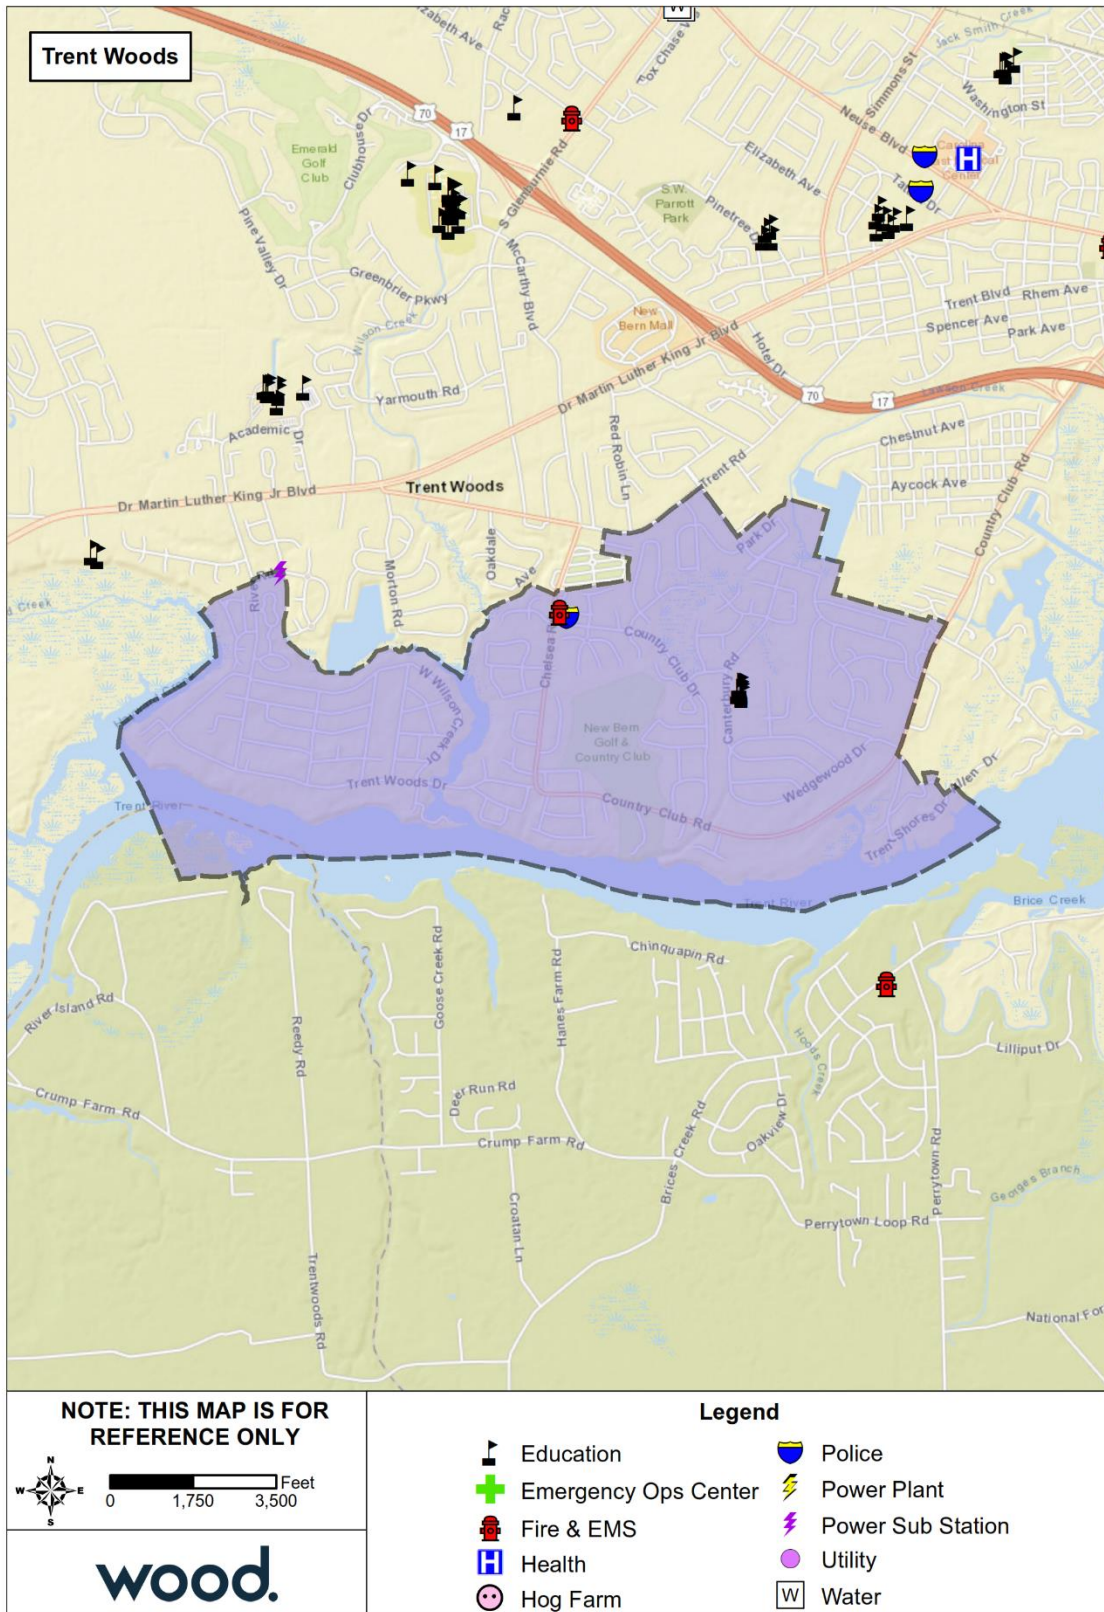 Trent Woods
Elizabeth Ave
Fox Chase
W
Jack Smith Creek
Simmons St
Washington St
Neuse Blvd
70
17
Clubhouse Dr
Emerald
Golf
Club
S Glenburnie Rd
Elizabeth Ave
H
S.W.
Parrott
Park
Pinetree Dr
Pine Valley Dr
McCarthy Blvd
Greenbrier Pkwy
Trent Blvd
Rhem Ave
Spencer Ave
Park Ave
New
Bern Mall
Wilson Creek
Hotel Dr
Dr Martin Luther King Jr Blvd
Yarmouth Rd
70
17
Lawson Creek
Red Robin Ln
Academic Dr
Chestnut Ave
Trent Rd
Aycock Ave
Dr Martin Luther King Jr Blvd
Trent Woods
Country Club Rd
Oakdale
Ave
Park Dr
River Rd
Morton Rd
Chelsea R
Country Club Dr
Canterbury Rd
W Wilson Creek Dr
New Bern
Golf &
Country Club
Trent Woods Dr
Wedgewood Dr
Allen Dr
Country Club Rd
Trent Shores Dr
Trent River
Trent River
Brice Creek
Chinquapin Rd
Goose Creek Rd
Hanes Farm Rd
River Island Rd
Reedy Rd
Hoods Creek
Lilliput Dr
Deer Run Rd
Crump Farm Rd
Oakview Dr
Crump Farm Rd
Brices Creek Rd
Perrytown Rd
Georges Branch
Croatan Ln
Perrytown Loop Rd
Trentwoods Rd
National For
NOTE: THIS MAP IS FOR
REFERENCE ONLY
N
W E
S
Feet
0 1,750 3,500
wood.
Legend
Education
Emergency Ops Center
Fire & EMS
H Health
Hog Farm
Police
Power Plant
Power Sub Station
Utility
W Water